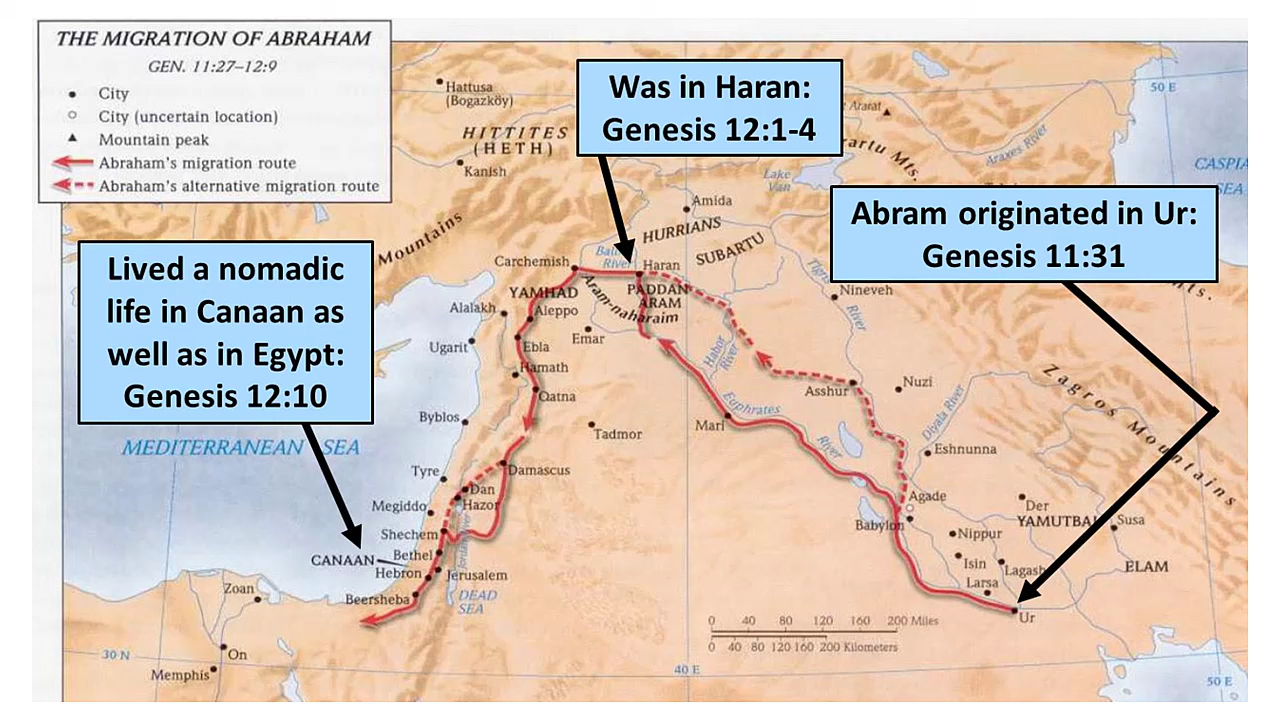 THE MIGRATION OF ABRAHAM
GEN. 11:27–12:9
City
City (uncertain location)
Mountain peak
Abraham's migration route
Abraham's alternative migration route
Was in Haran:
Genesis 12:1-4
Abram originated in Ur:
Genesis 11:31
Lived a nomadic
life in Canaan as
well as in Egypt:
Genesis 12:10
Hattusa
(Bogazköy)
HITTITES
(HETH)
Kanish
Mountains
Ararat
Araxes River
50 E
CASPIA
SEA
Lake
Van
Amida
HURRIANS
SUBARTU
Carchemish
River
Haran
PADDAN
ARAM
Aram-naharaim
YAMHAD
Alalakh
Aleppo
Emar
Ugarit
Ebla
Hamath
Qatna
Nineveh
Tigris
River
Habor
River
Asshur
Nuzi
Zagros Mountains
Diyala River
Byblos
Tadmor
Mari
Euphrates
River
Eshnunna
MEDITERRANEAN SEA
Tyre
Damascus
Dan
Hazor
Megiddo
Agade
Babylon
Der
YAMUTBAL
Susa
Shechem
Nippur
Bethel
CANAAN
Hebron
Jerusalem
Isin
Lagash
ELAM
Larsa
Zoan
Beersheba
DEAD
SEA
Ur
0 40 80 120 160 200 Miles
0 40 80 120 160 200 Kilometers
30 N
On
Memphis
40 E
50 E